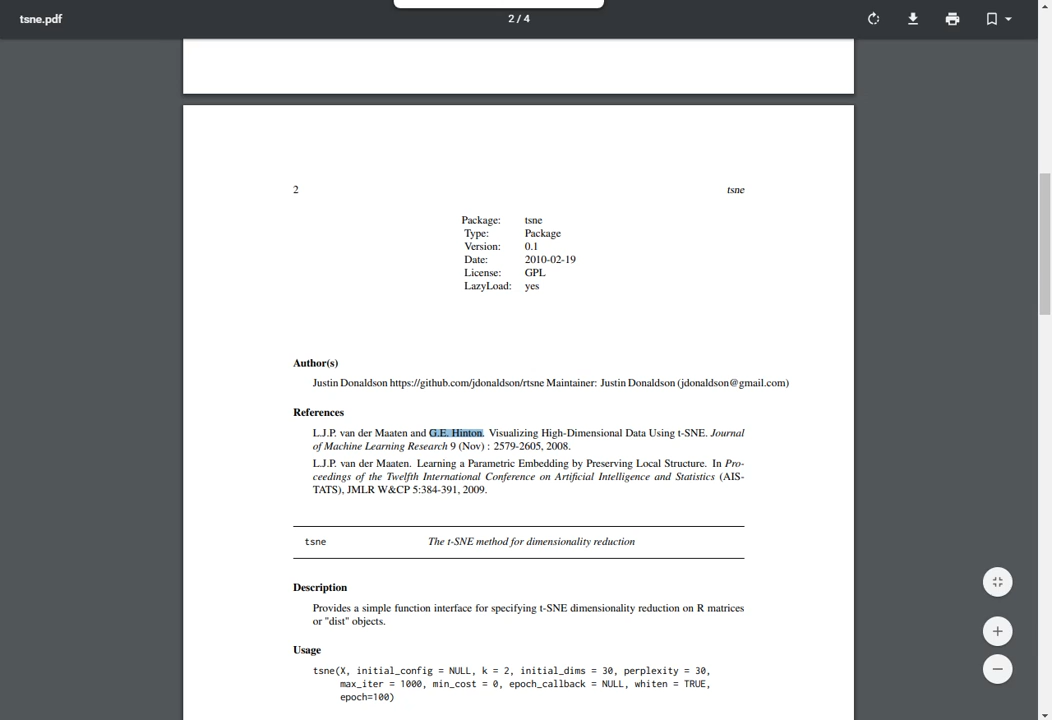 tsne.pdf
2 / 4
2 tsne
Package: tsne
Type: Package
Version: 0.1
Date: 2010-02-19
License: GPL
LazyLoad: yes
Author(s)
Justin Donaldson https://github.com/jdonaldson/rtsne Maintainer: Justin Donaldson (jdonaldson@gmail.com)
References
L.J.P. van der Maaten and G.E. Hinton. Visualizing High-Dimensional Data Using t-SNE. Journal
of Machine Learning Research 9 (Nov) : 2579-2605, 2008.
L.J.P. van der Maaten. Learning a Parametric Embedding by Preserving Local Structure. In Pro-
ceedings of the Twelfth International Conference on Artificial Intelligence and Statistics (AIS-
TATS), JMLR W&CP 5:384-391, 2009.
tsne The t-SNE method for dimensionality reduction
Description
Provides a simple function interface for specifying t-SNE dimensionality reduction on R matrices
or "dist" objects.
Usage
tsne(X, initial_config = NULL, k = 2, initial_dims = 30, perplexity = 30,
max_iter = 1000, min_cost = 0, epoch_callback = NULL, whiten = TRUE,
epoch=100)